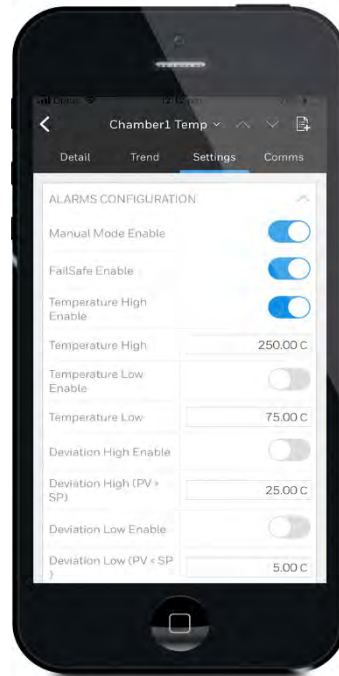 Chamber1 Temp
Detail Trend Settings Comms
ALARMS CONFIGURATION
Manual Mode Enable
FailSafe Enable
Temperature High
Enable
Temperature High 250.00 C
Temperature Low
Enable
Temperature Low 75.00 C
Deviation High Enable
Deviation High (PV >
SP) 25.00 C
Deviation Low Enable
Deviation Low (PV < SP
) 5.00 C